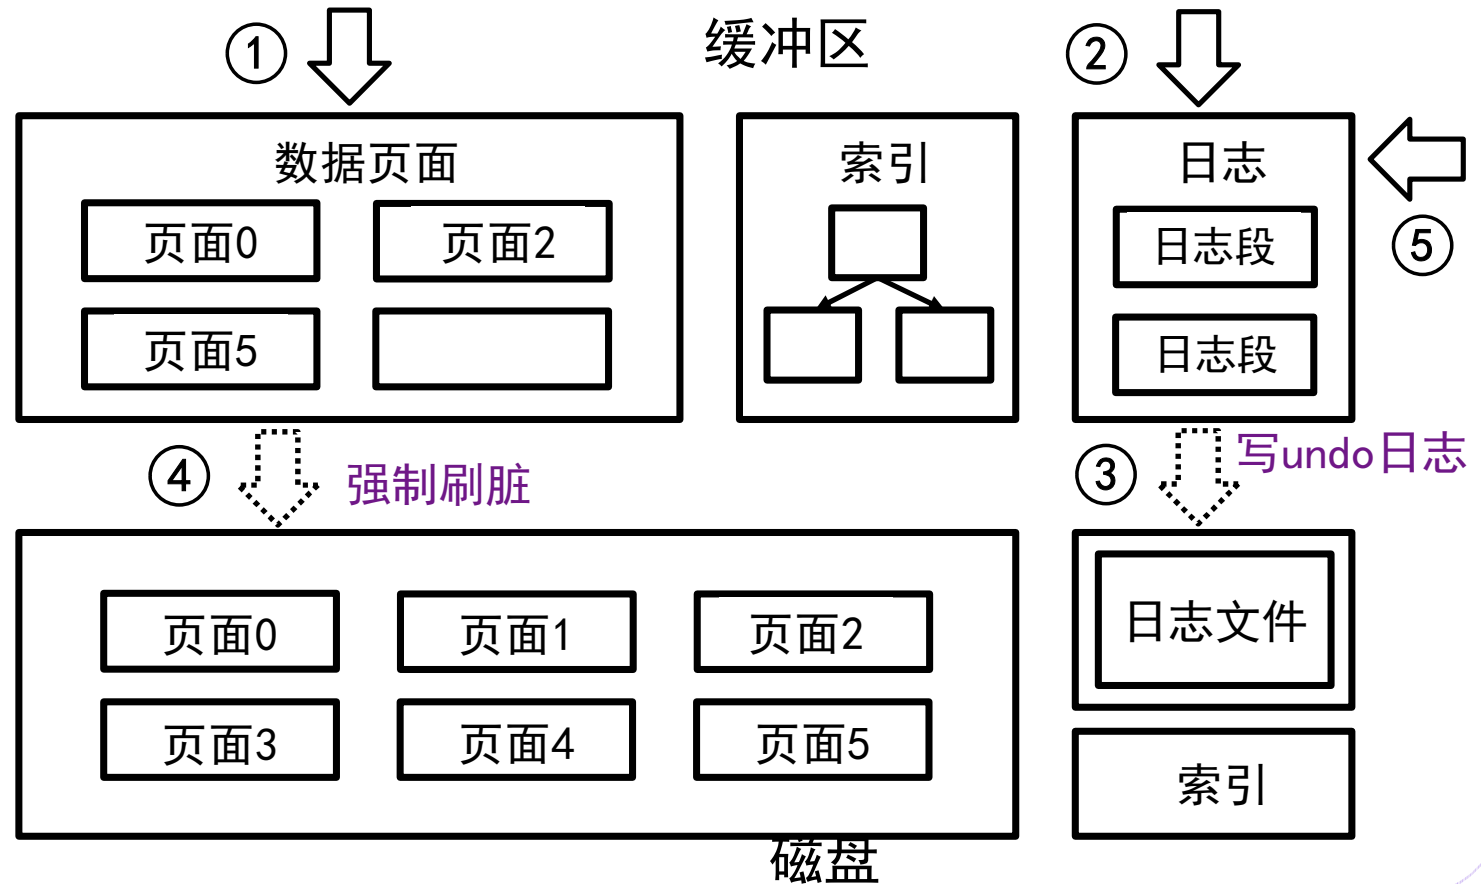 ① 缓冲区 ②
数据页面
页面0 页面2
页面5
索引
日志
日志段
日志段
⑤
④ 强制刷脏
③ 写undo日志
页面0 页面1 页面2
页面3 页面4 页面5
日志文件
索引
磁盘